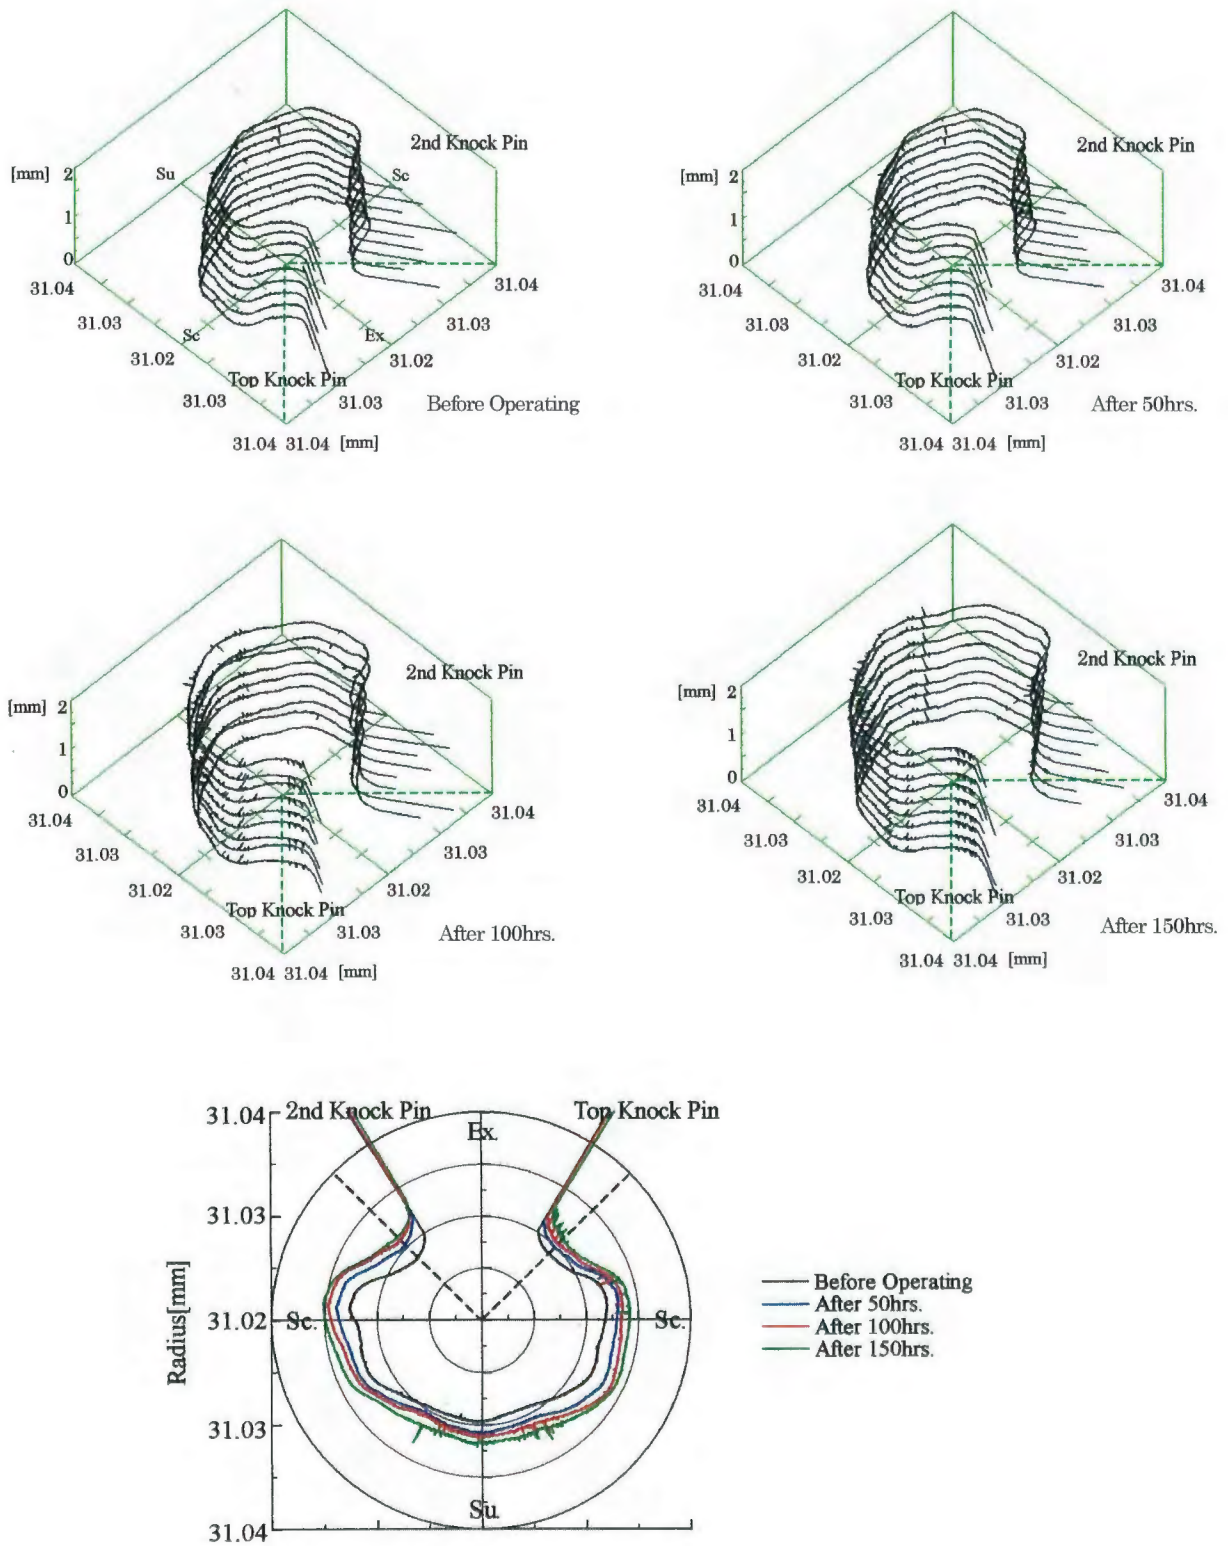 2nd Knock Pin
[mm] 2
Su
Sc
1
0
31.04
31.04
31.03
31.03
Sc
Ex
31.02
31.02
Top Knock Pin
31.03
31.03
Before Operating
31.04 31.04 [mm]
2nd Knock Pin
[mm] 2
1
0
31.04
31.04
31.03
31.03
31.02
31.02
Top Knock Pin
31.03
31.03
After 50hrs.
31.04 31.04 [mm]
2nd Knock Pin
[mm] 2
1
0
31.04
31.04
31.03
31.03
31.02
31.02
Top Knock Pin
31.03
31.03
After 100hrs.
31.04 31.04 [mm]
2nd Knock Pin
[mm] 2
1
0
31.04
31.04
31.03
31.03
31.02
31.02
Top Knock Pin
31.03
31.03
After 150hrs.
31.04 31.04 [mm]
31.04
2nd Knock Pin
Top Knock Pin
Ex.
31.03
Radius[mm]
31.02
Sc.
Sc.
31.03
Su.
31.04
Before Operating
After 50hrs.
After 100hrs.
After 150hrs.